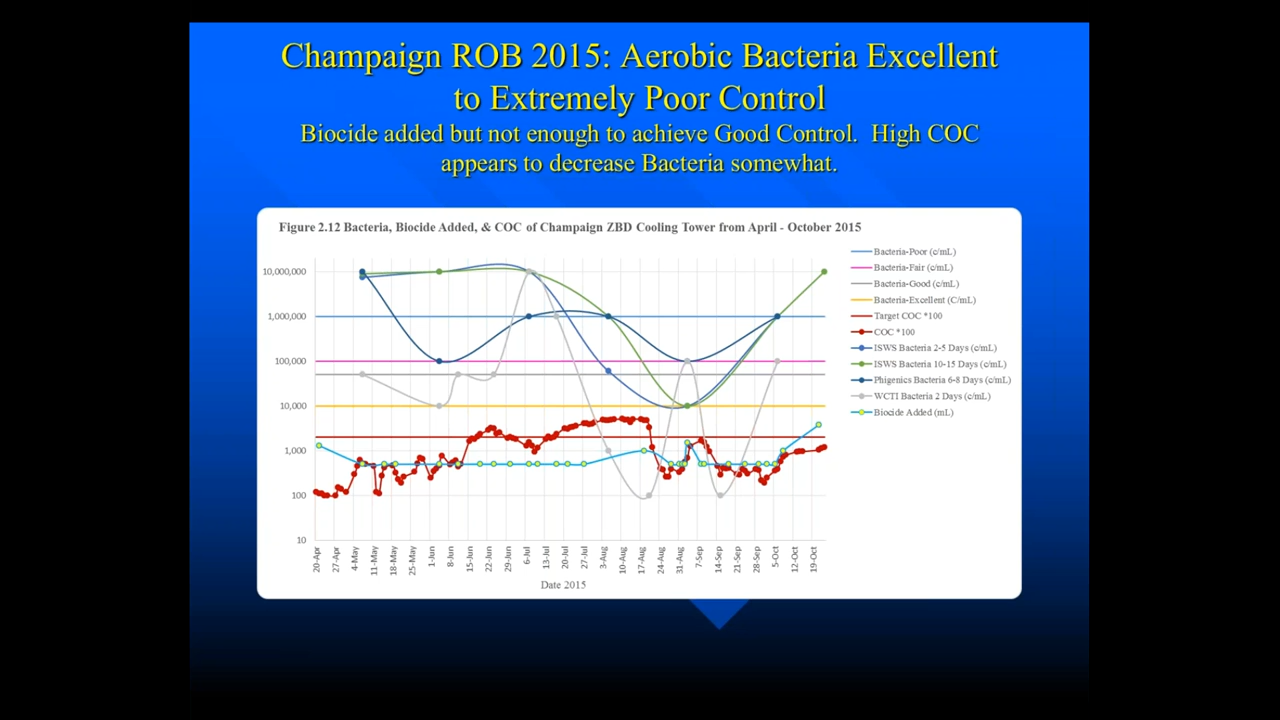 Champaign ROB 2015: Aerobic Bacteria Excellent
to Extremely Poor Control
Biocide added but not enough to achieve Good Control.  High COC
appears to decrease Bacteria somewhat.
Figure 2.12 Bacteria, Biocide Added, & COC of Champaign ZBD Cooling Tower from April - October 2015
10,000,000
1,000,000
100,000
10,000
1,000
100
10
20-Apr
27-Apr
4-May
11-May
18-May
25-May
1-Jun
8-Jun
15-Jun
22-Jun
29-Jun
6-Jul
13-Jul
20-Jul
27-Jul
3-Aug
10-Aug
17-Aug
24-Aug
31-Aug
7-Sep
14-Sep
21-Sep
28-Sep
5-Oct
12-Oct
19-Oct
Date 2015
Bacteria-Poor (c/mL)
Bacteria-Fair (c/mL)
Bacteria-Good (c/mL)
Bacteria-Excellent (C/mL)
Target COC *100
COC *100
ISWS Bacteria 2-5 Days (c/mL)
ISWS Bacteria 10-15 Days (c/mL)
Phigenics Bacteria 6-8 Days (c/mL)
WCTI Bacteria 2 Days (c/mL)
Biocide Added (mL)